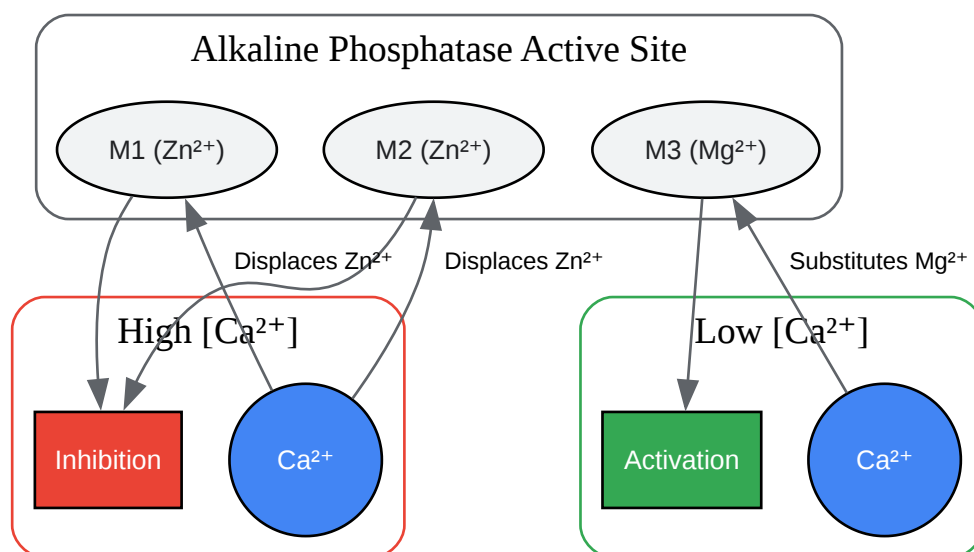 Alkaline Phosphatase Active Site
M1 (Zn²⁺)
M2 (Zn²⁺)
M3 (Mg²⁺)
Displaces Zn²⁺
Displaces Zn²⁺
Substitutes Mg²⁺
High [Ca²⁺]
Low [Ca²⁺]
Inhibition
Ca²⁺
Activation
Ca²⁺